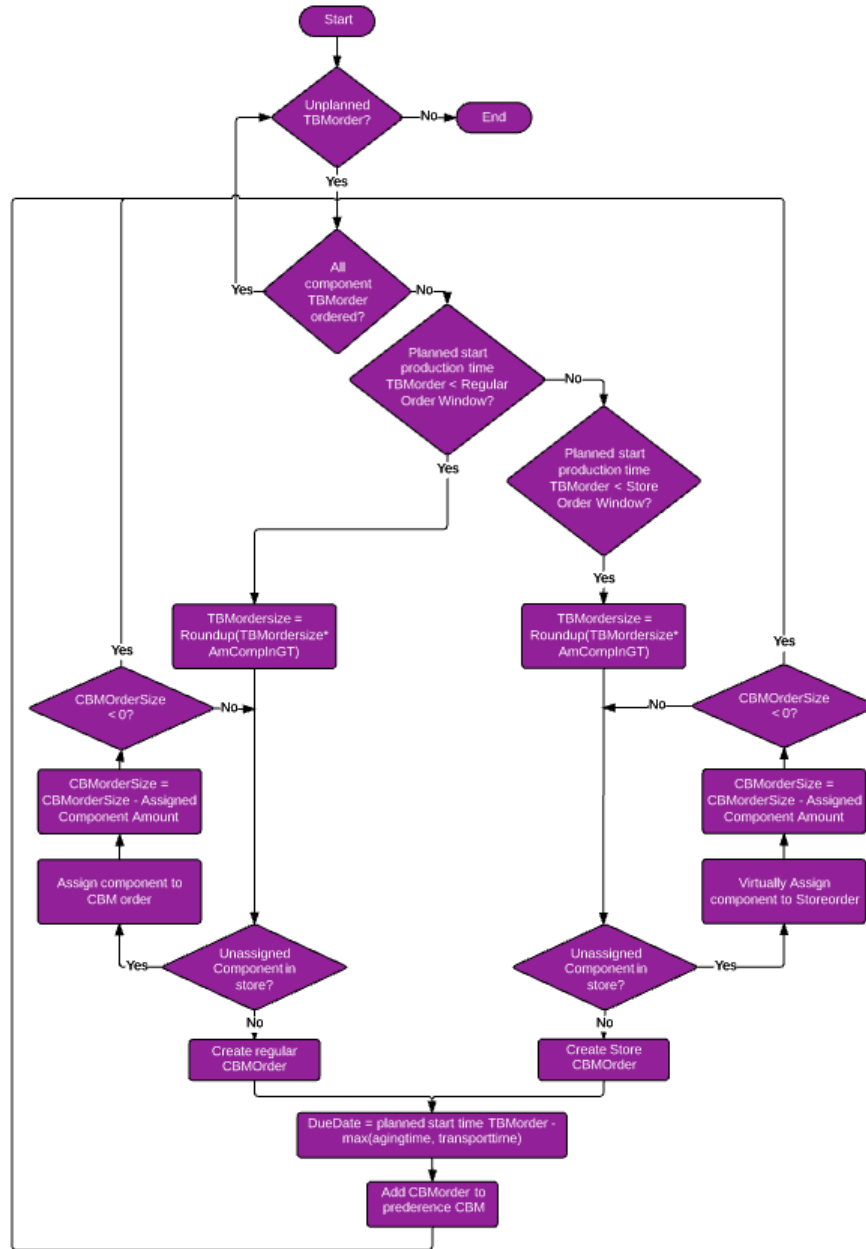 Start
Unplanned
TBMorder?
No
End
Yes
All
component
TBMorder
ordered?
Yes
No
Planned start
production time
TBMorder < Regular
Order Window?
No
Yes
Planned start
production time
TBMorder < Store
Order Window?
Yes
TBMordersize =
Roundup(TBMordersize*
AmCompInGT)
TBMordersize =
Roundup(TBMordersize*
AmCompInGT)
Yes
CBMOrderSize
< 0?
No
Yes
CBMOrderSize
< 0?
No
CBMorderSize =
CBMorderSize - Assigned
Component Amount
CBMorderSize =
CBMorderSize - Assigned
Component Amount
Assign component to
CBM order
Virtually Assign
component to Storeorder
Unassigned
Component in
store?
Yes
No
Unassigned
Component in
store?
Yes
No
Create regular
CBMOrder
Create Store
CBMOrder
DueDate = planned start time TBMorder -
max(agingtime, transporttime)
Add CBMorder to
prederence CBM